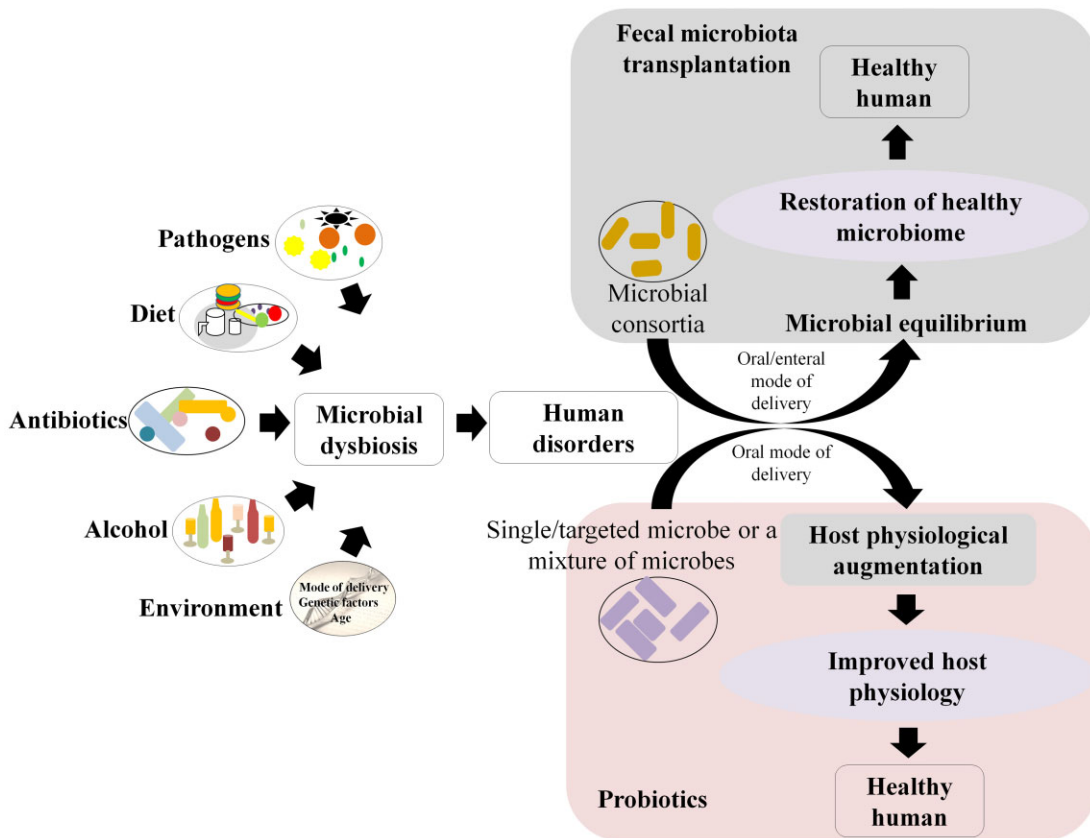 Fecal microbiota
transplantation
Healthy
human
Restoration of healthy
microbiome
Microbial
consortia
Microbial equilibrium
Oral/enteral
mode of
delivery
Pathogens
Diet
Antibiotics
Alcohol
Environment
Mode of delivery
Genetic factors
Age
Microbial
dysbiosis
Human
disorders
Oral mode of
delivery
Single/targeted microbe or a
mixture of microbes
Host physiological
augmentation
Improved host
physiology
Healthy
human
Probiotics